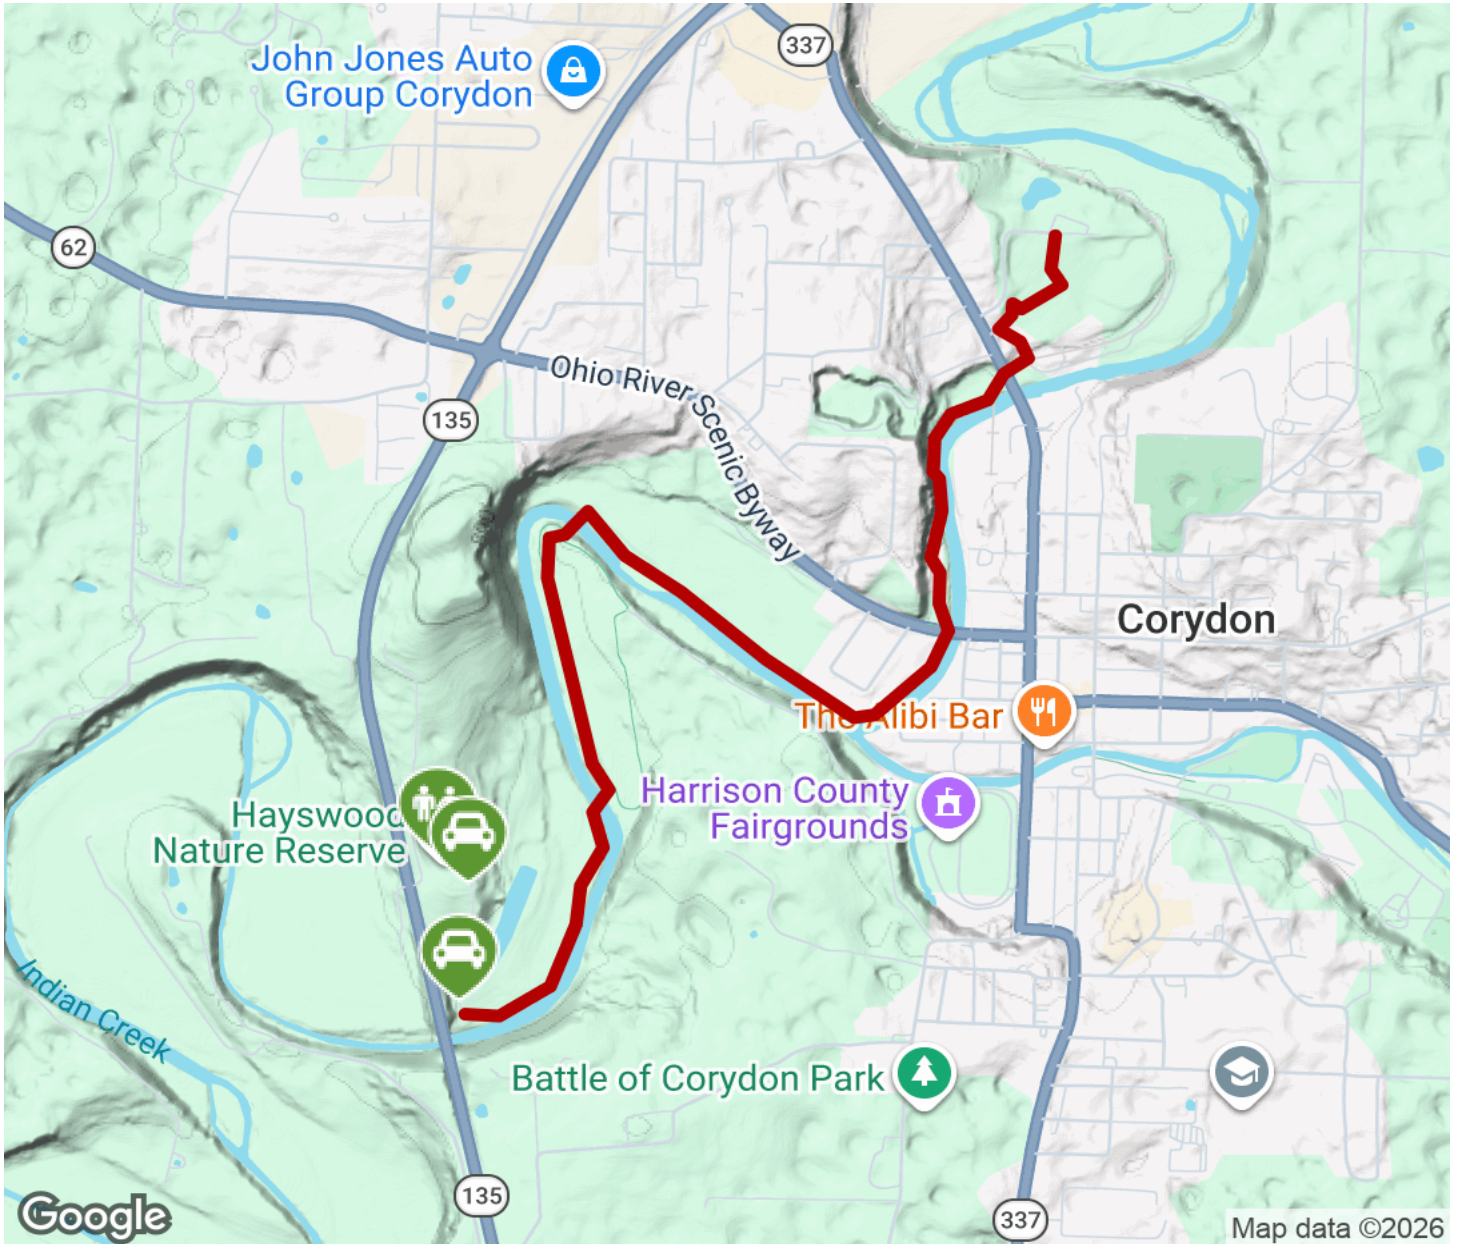 337
John Jones Auto
Group Corydon
62
Ohio River Scenic Byway
135
Corydon
The Alibi Bar
Harrison County
Fairgrounds
Hayswood
Nature Reserve
Indian Creek
Battle of Corydon Park
135
337
Google
Map data ©2026